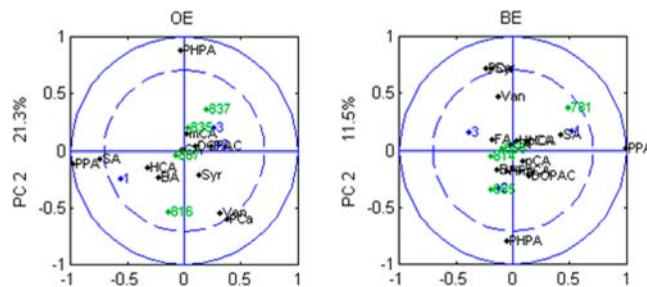 OE
BE
1
PHPA
837
0.5
835
3
mCA
DOPAC
0
SA
PPA
HCA
BA
Syr
1
816
Van
PCa
-0.5
-1
-1
-0.5
0
0.5
1
PC 2
21.3%
1
Syr
0.5
Van
781
3
FA
SA
0
PPA
814
DOPAC
-0.5
PHPA
-1
-1
-0.5
0
0.5
1
PC 2
11.5%